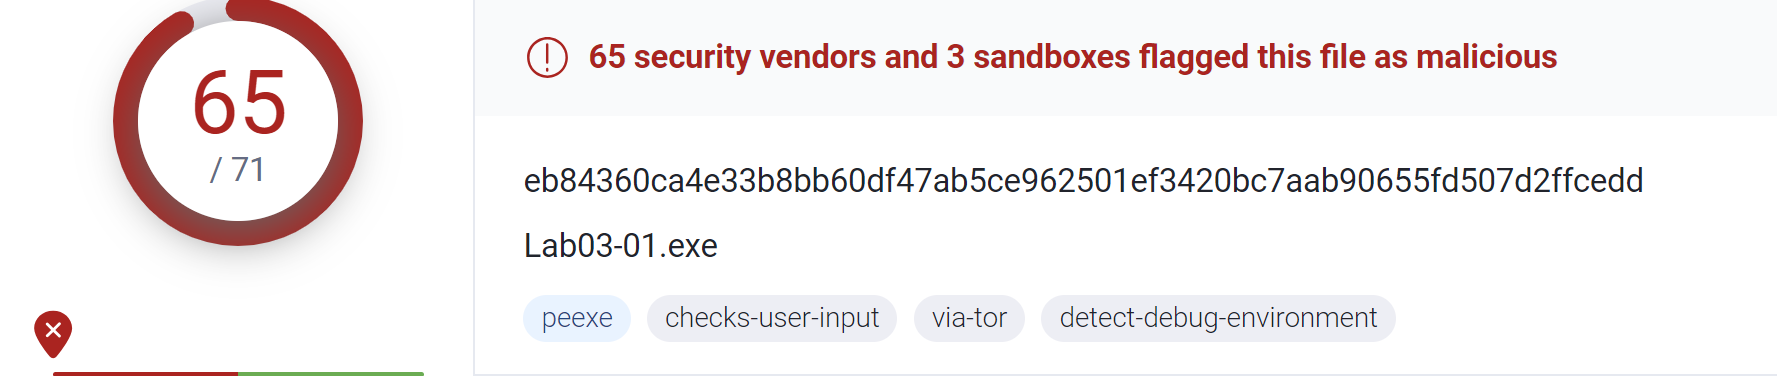 65
/ 71
65 security vendors and 3 sandboxes flagged this file as malicious
eb84360ca4e33b8bb60df47ab5ce962501ef3420bc7aab90655fd507d2ffcedd
Lab03-01.exe
peexe checks-user-input via-tor detect-debug-environment